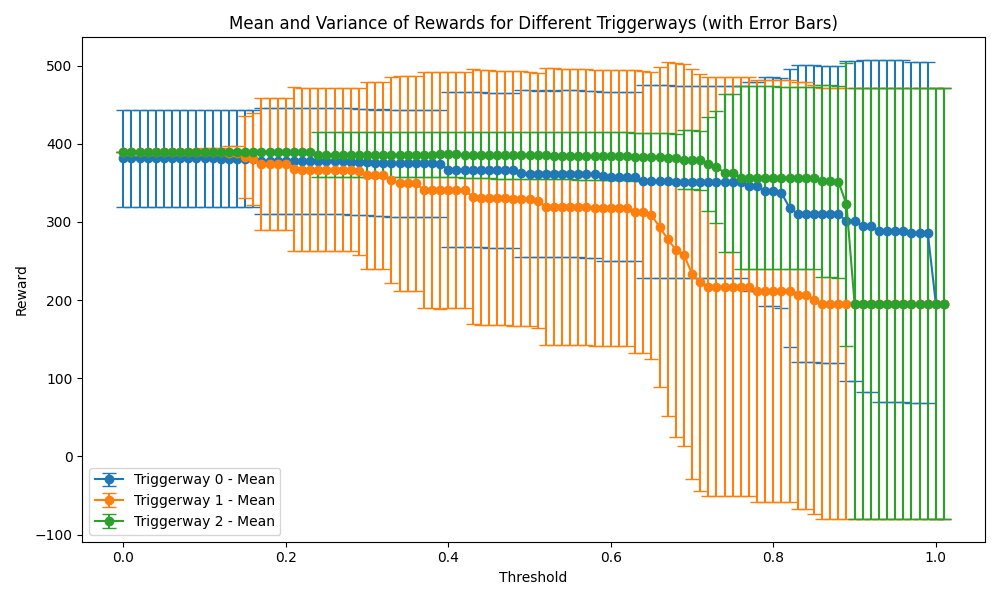 Mean and Variance of Rewards for Different Triggerways (with Error Bars)
500
400
300
200
100
0
−100
Reward
Triggerway 0 - Mean
Triggerway 1 - Mean
Triggerway 2 - Mean
0.0 0.2 0.4 0.6 0.8 1.0
Threshold